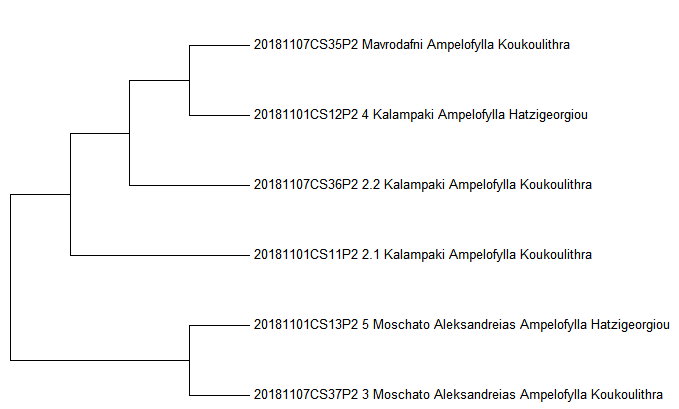 20181107CS35P2 Mavrodafni Ampelofylla Koukoulithra
20181101CS12P2 4 Kalampaki Ampelofylla Hatzigeorgiou
20181107CS36P2 2.2 Kalampaki Ampelofylla Koukoulithra
20181101CS11P2 2.1 Kalampaki Ampelofylla Koukoulithra
20181101CS13P2 5 Moschato Aleksandreias Ampelofylla Hatzigeorgiou
20181107CS37P2 3 Moschato Aleksandreias Ampelofylla Koukoulithra